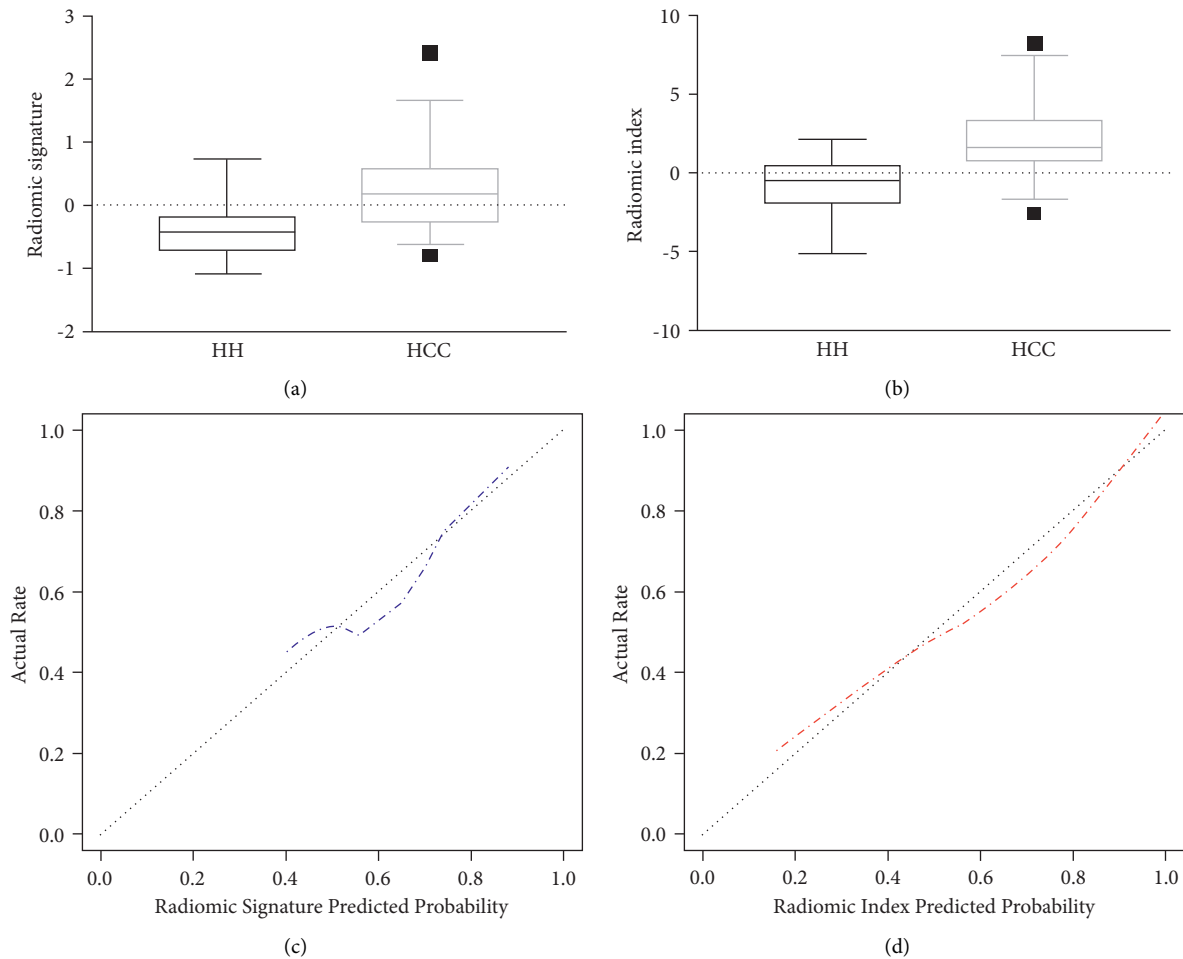 3
2
1
0
-1
-2
Radiomic signature
HH HCC
(a)
10
5
0
-5
-10
Radiomic index
HH HCC
(b)
1.0
0.8
0.6
0.4
0.2
0.0
Actual Rate
0.0 0.2 0.4 0.6 0.8 1.0
Radiomic Signature Predicted Probability
(c)
1.0
0.8
0.6
0.4
0.2
0.0
Actual Rate
0.0 0.2 0.4 0.6 0.8 1.0
Radiomic Index Predicted Probability
(d)